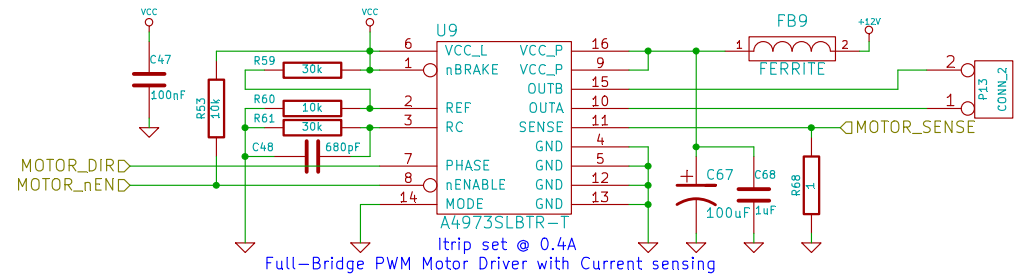 VCC
VCC
U9
FB9
+12V
6 VCC_L VCC_P 16
1 nBRAKE VCC_P 9
1 2
FERRITE
C47
100nF
R59
30k
R53
10k
R60
10k
R61
30k
C48 680pF
2 REF OUTB 15
OUTA 10
3 RC SENSE 11
GND 4
7 PHASE GND 5
8 nENABLE GND 12
14 MODE GND 13
2
1
P13
CONN_2
MOTOR_SENSE
MOTOR_DIR
MOTOR_nEN
C67
100uF
C68
1uF
R68
1
A4973SLBTR-T
Itrip set @ 0.4A
Full-Bridge PWM Motor Driver with Current sensing